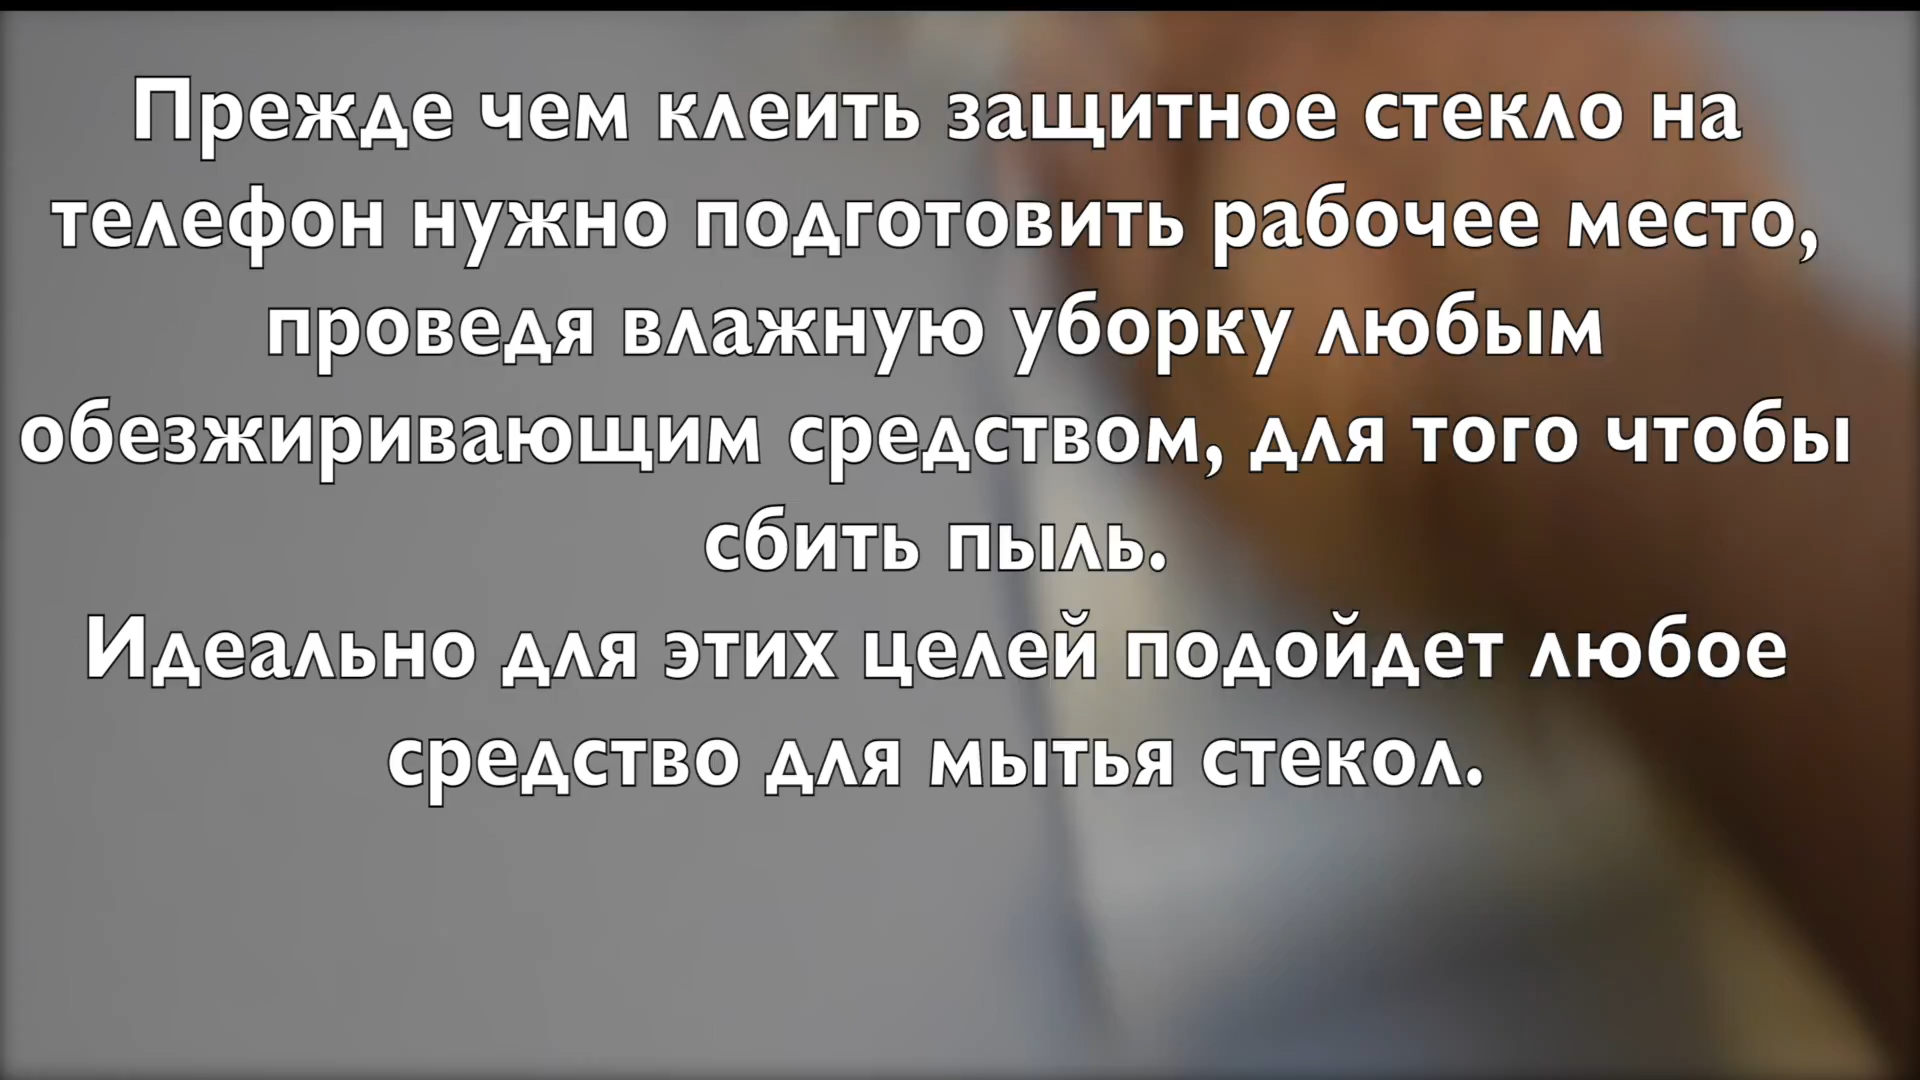 Прежде чем клеить защитное стекло на
телефон нужно подготовить рабочее место,
проведя влажную уборку любым
обезжиривающим средством, для того чтобы
сбить пыль.
Идеально для этих целей подойдет любое
средство для мытья стекол.